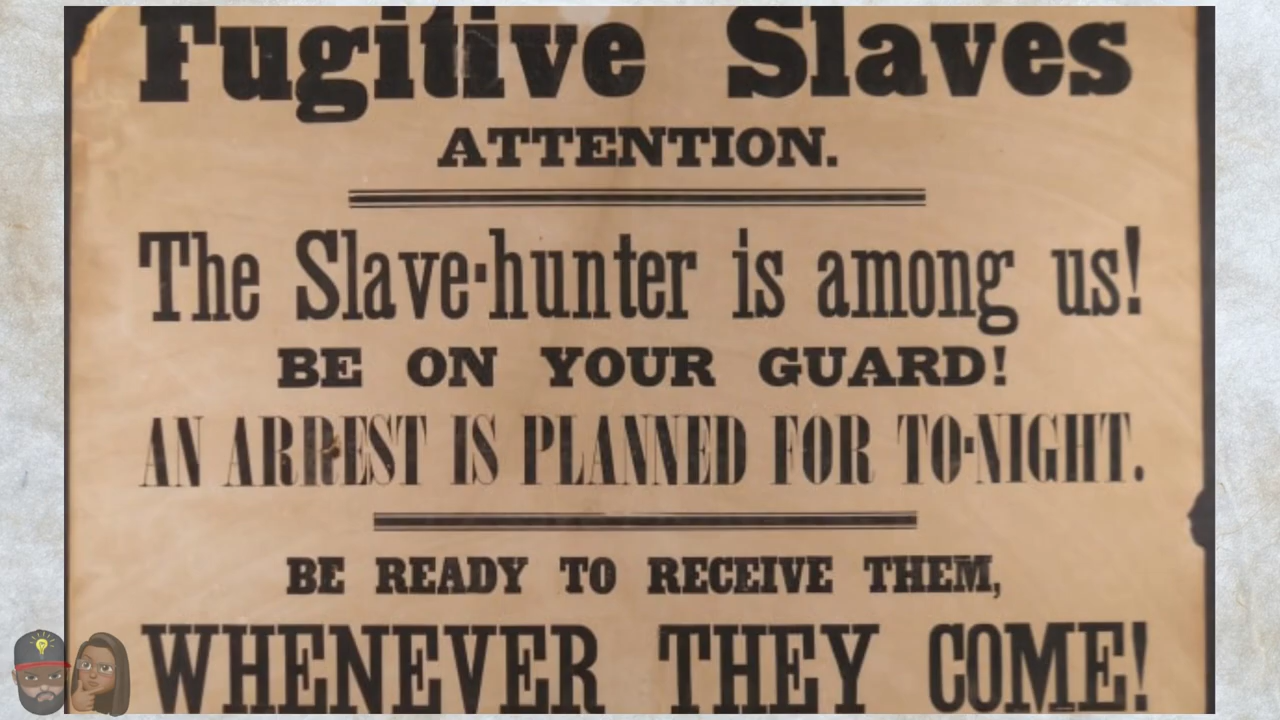 Fugitive Slaves
ATTENTION.
The Slave-hunter is among us!
BE ON YOUR GUARD!
AN ARREST IS PLANNED FOR TO-NIGHT.
BE READY TO RECEIVE THEM,
WHENEVER THEY COME!